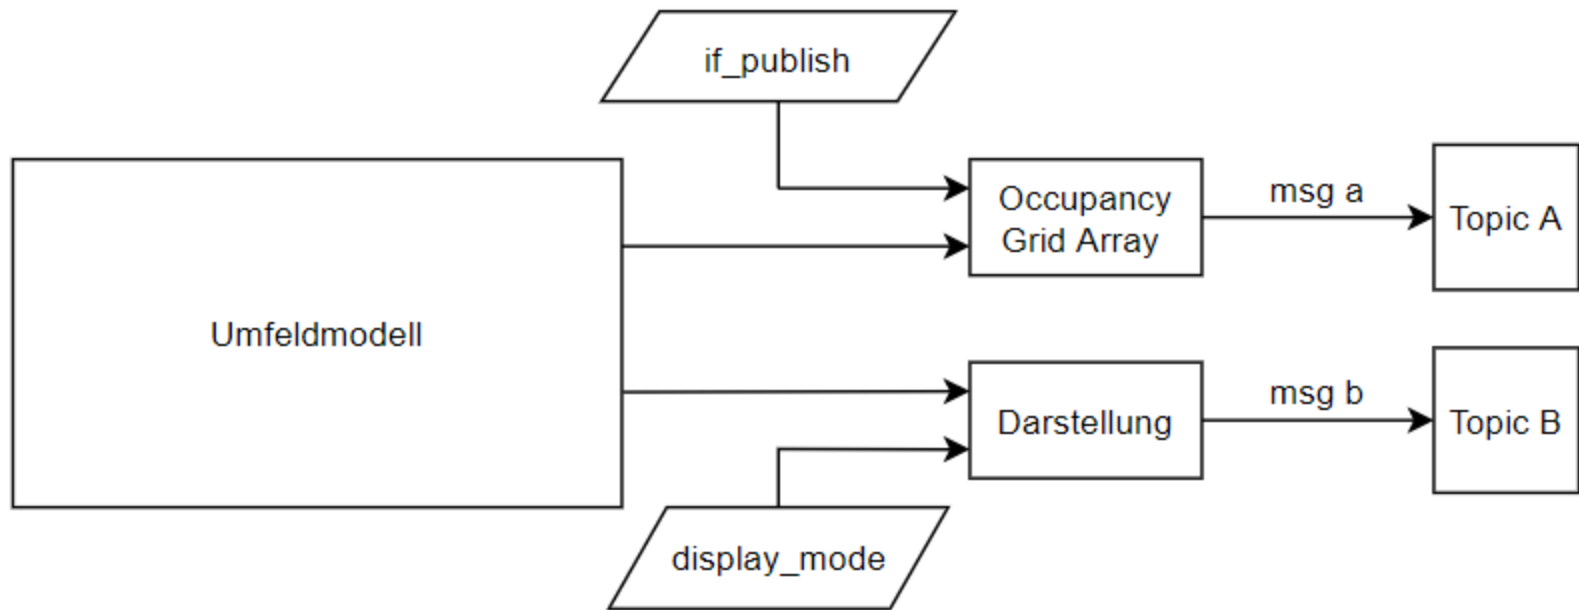 if_publish
Occupancy
Grid Array
msg a
Topic A
Umfeldmodell
Darstellung
msg b
Topic B
display_mode